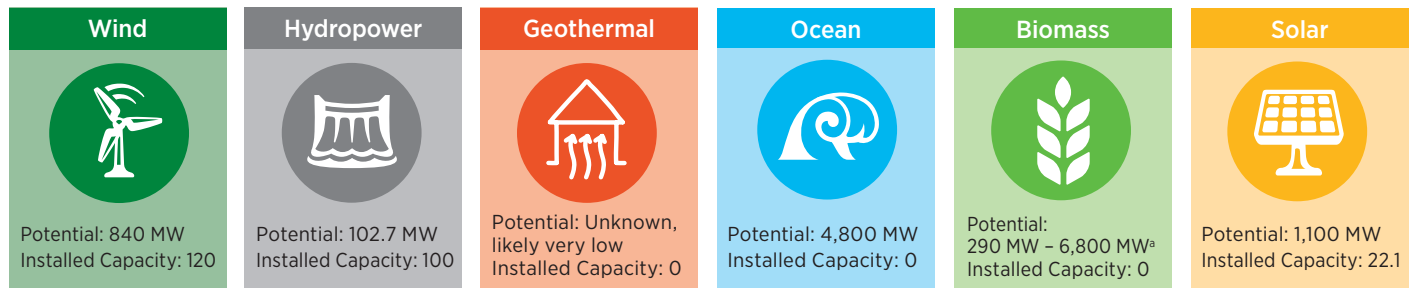 Wind
Potential: 840 MW
Installed Capacity: 120
Hydropower
Potential: 102.7 MW
Installed Capacity: 100
Geothermal
Potential: Unknown,
likely very low
Installed Capacity: 0
Ocean
Potential: 4,800 MW
Installed Capacity: 0
Biomass
Potential:
290 MW – 6,800 MWᵃ
Installed Capacity: 0
Solar
Potential: 1,100 MW
Installed Capacity: 22.1